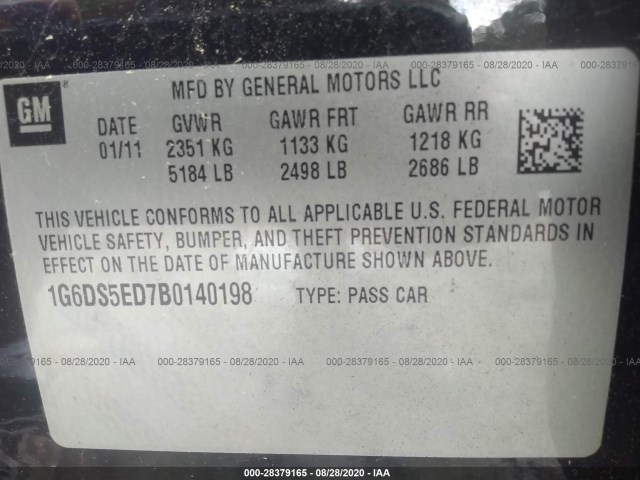 /2020 - IAA 000-28379165 - 08/28/2020 - IAA 000-28379165 - 08/28/2020 - IAA 000-283
GM ®
MFD BY GENERAL MOTORS LLC
DATE GVWR GAWR FRT GAWR RR
01/11 2351 KG 1133 KG 1218 KG
5184 LB 2498 LB 2686 LB
THIS VEHICLE CONFORMS TO ALL APPLICABLE U.S. FEDERAL MOTOR
VEHICLE SAFETY, BUMPER, AND THEFT PREVENTION STANDARDS IN
EFFECT ON THE DATE OF MANUFACTURE SHOWN ABOVE.
1G6DS5ED7B0140198 TYPE: PASS CAR
000-28379165 - 08/28/2020 - IAA 000-28379165 - 08/28/2020 - IAA 000-28379165 - 08/28/2020 - IAA
000-28379165 - 08/28/2020 - IAA